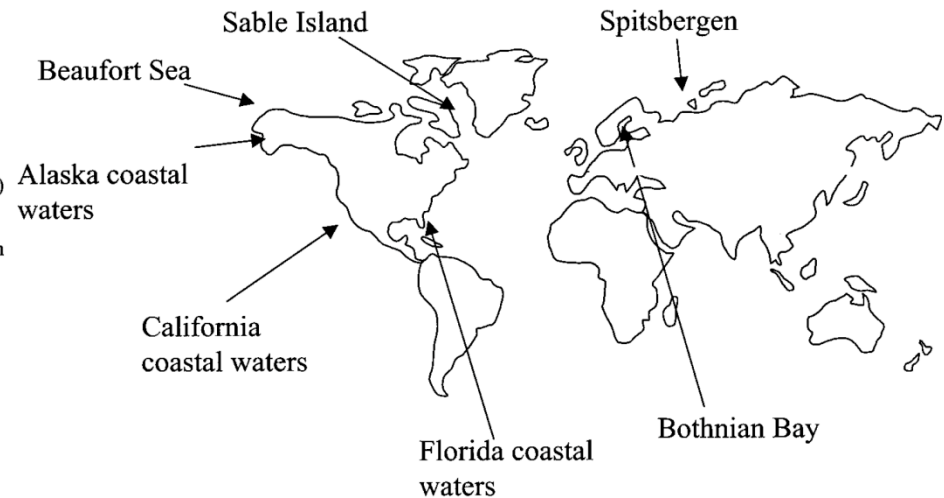 Sable Island
Spitsbergen
Beaufort Sea
)
Alaska coastal
waters
n
California
coastal waters
Florida coastal
waters
Bothnian Bay